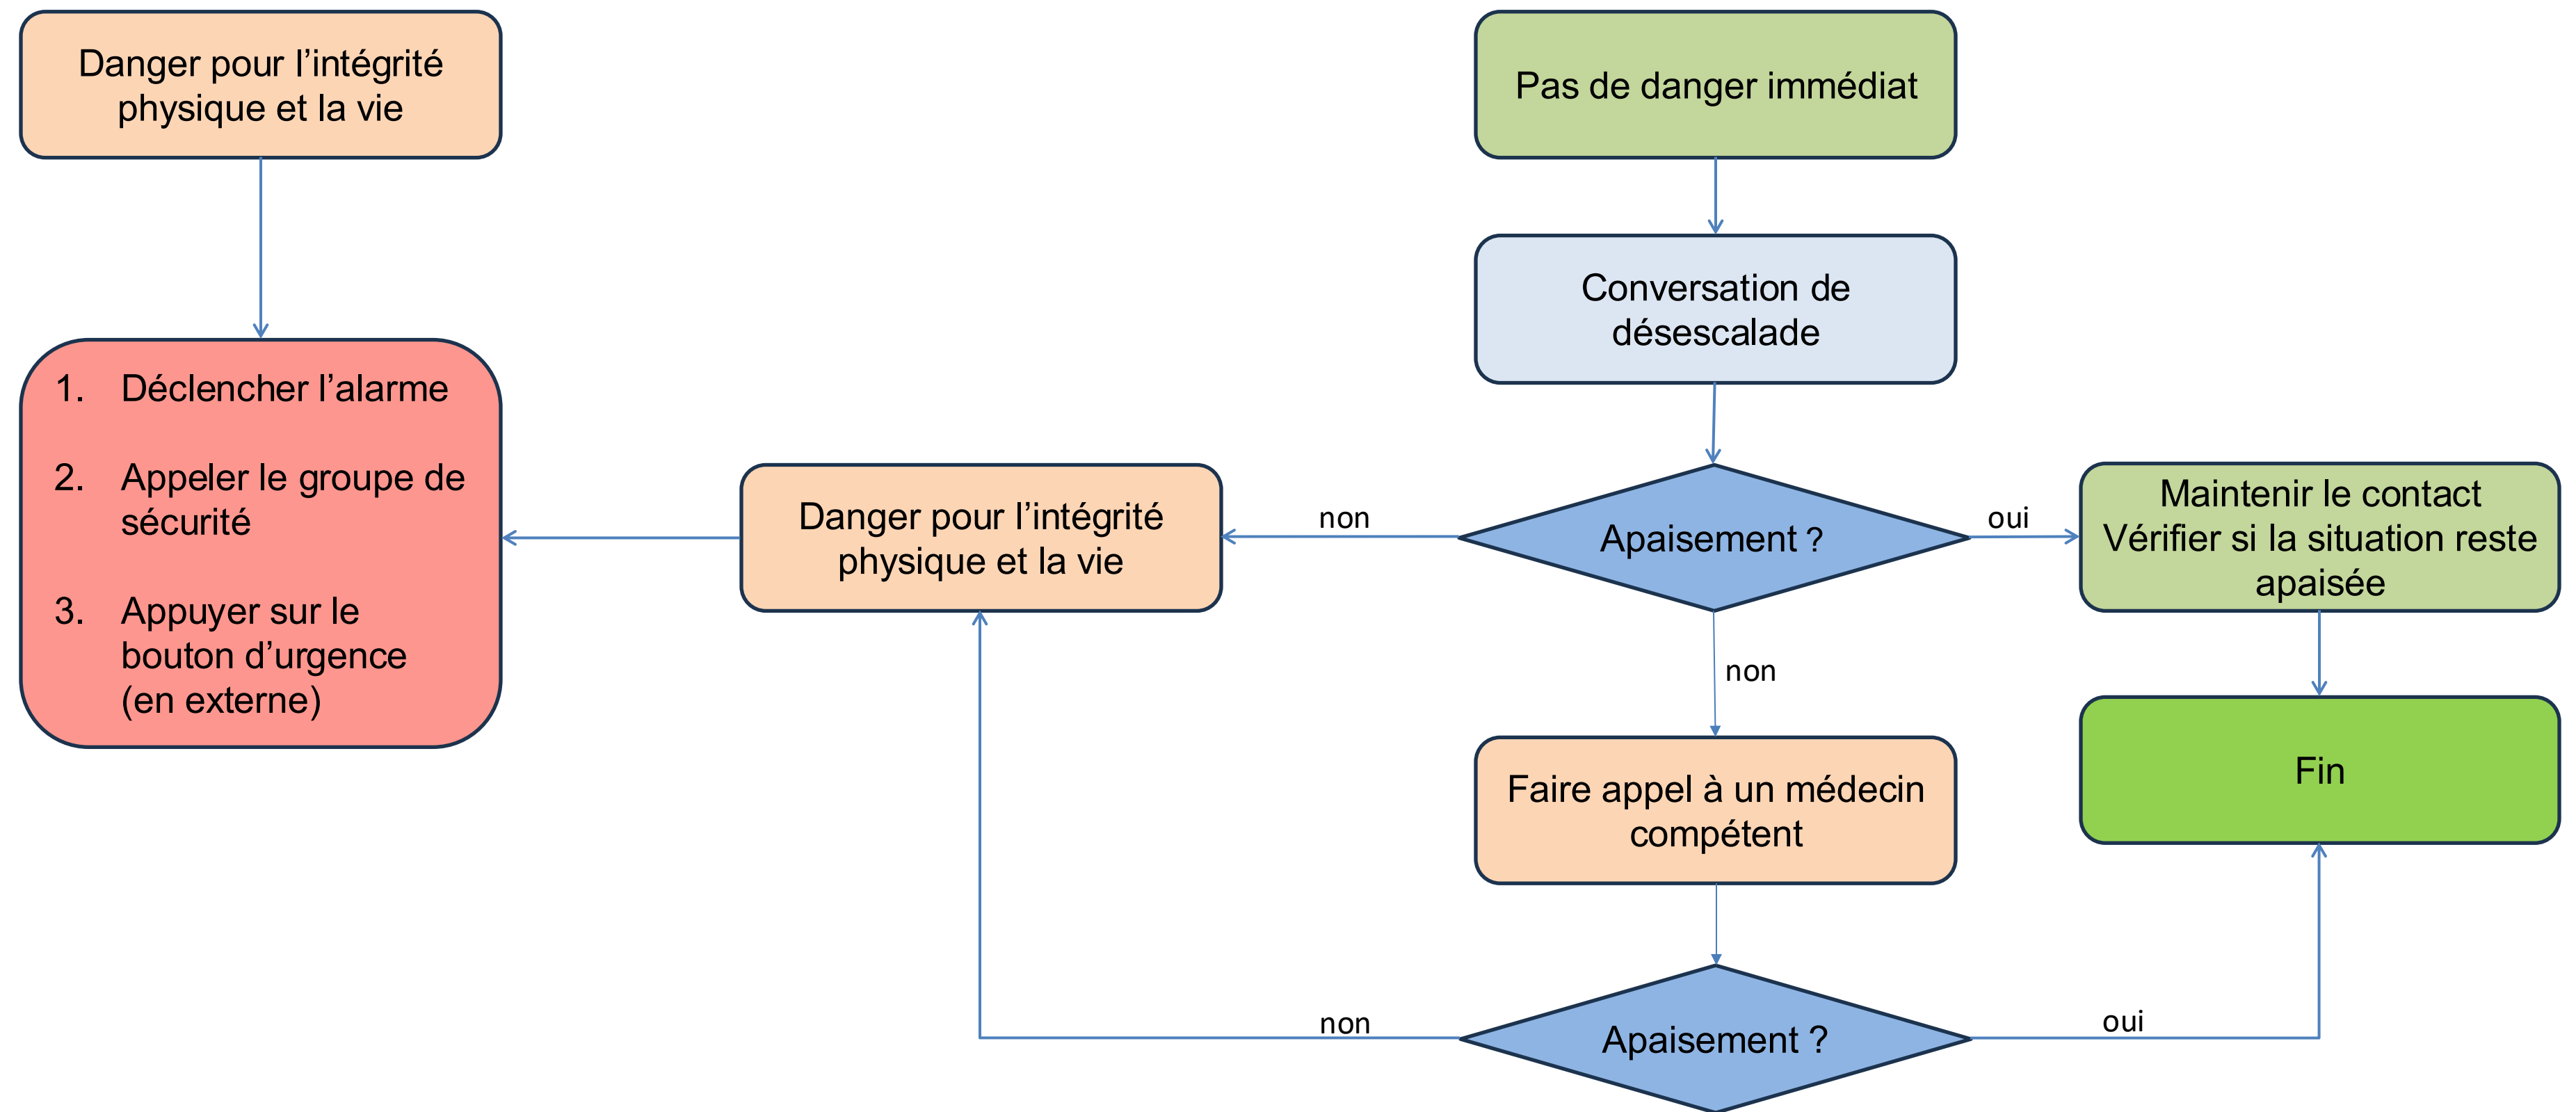 Danger pour l’intégrité
physique et la vie
Pas de danger immédiat
Conversation de
désescalade
1. Déclencher l’alarme
2. Appeler le groupe de
sécurité
3. Appuyer sur le
bouton d’urgence
(en externe)
Danger pour l’intégrité
physique et la vie
non
Apaisement ?
oui
Maintenir le contact
Vérifier si la situation reste
apaisée
non
Faire appel à un médecin
compétent
Fin
non
Apaisement ?
oui